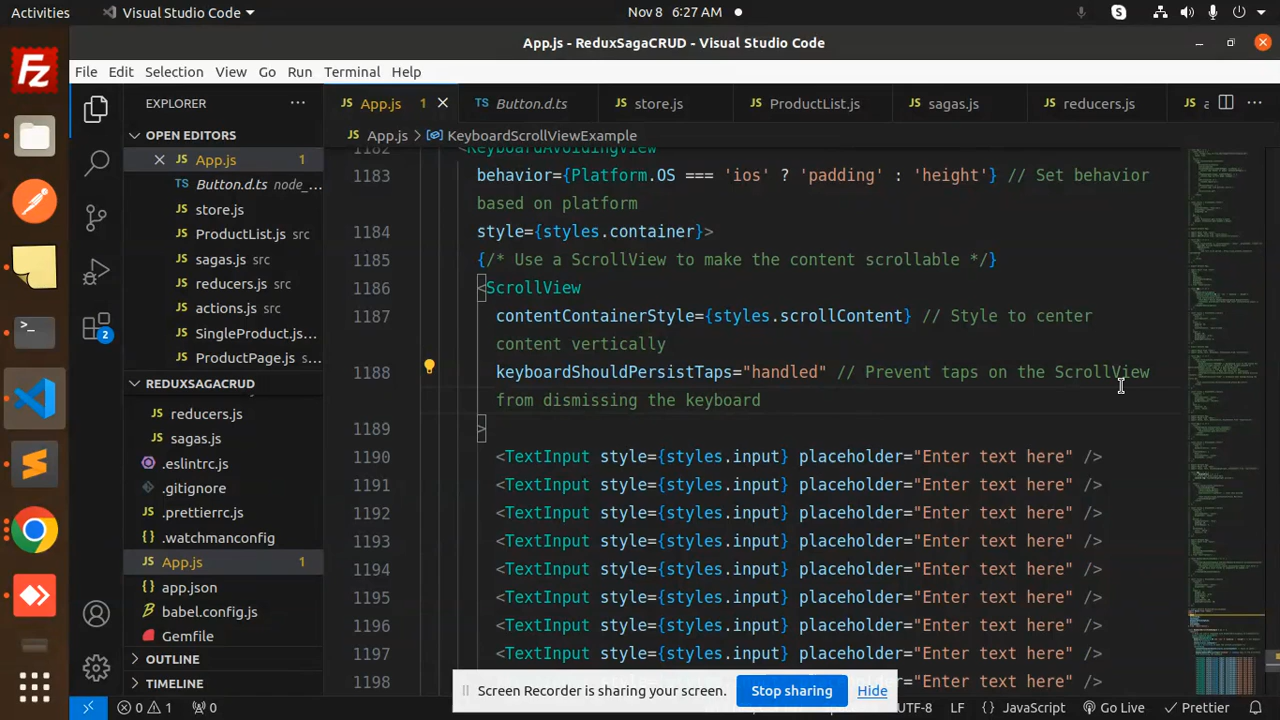 Activities
Visual Studio Code
Nov 8 6:27 AM
App.js - ReduxSagaCRUD - Visual Studio Code
File Edit Selection View Go Run Terminal Help
EXPLORER
App.js 1
Button.d.ts
store.js
ProductList.js
sagas.js
reducers.js
a
OPEN EDITORS
App.js 1
Button.d.ts node_...
store.js
ProductList.js src
sagas.js src
reducers.js src
actions.js src
SingleProduct.js...
ProductPage.js s...
REDUXSAGACRUD
reducers.js
sagas.js
.eslintrc.js
.gitignore
.prettierrc.js
.watchmanconfig
App.js 1
app.json
babel.config.js
Gemfile
OUTLINE
TIMELINE
App.js > KeyboardScrollViewExample
1182 <KeyboardAvoidingView
1183 behavior={Platform.OS === 'ios' ? 'padding' : 'height'} // Set behavior
based on platform
1184 style={styles.container}>
1185 {/* Use a ScrollView to make the content scrollable */}
1186 <ScrollView
1187 contentContainerStyle={styles.scrollContent} // Style to center
content vertically
1188 keyboardShouldPersistTaps="handled" // Prevent taps on the ScrollView
from dismissing the keyboard
1189 >
1190 <TextInput style={styles.input} placeholder="Enter text here" />
1191 <TextInput style={styles.input} placeholder="Enter text here" />
1192 <TextInput style={styles.input} placeholder="Enter text here" />
1193 <TextInput style={styles.input} placeholder="Enter text here" />
1194 <TextInput style={styles.input} placeholder="Enter text here" />
1195 <TextInput style={styles.input} placeholder="Enter text here" />
1196 <TextInput style={styles.input} placeholder="Enter text here" />
1197 <TextInput style={styles.input} placeholder="Enter text here" />
1198 <TextInput style={styles.input} placeholder="Enter text here" />
Screen Recorder is sharing your screen. Stop sharing Hide
0 1 0 UTF-8 LF {} JavaScript Go Live Prettier
Fz
2
>_
S